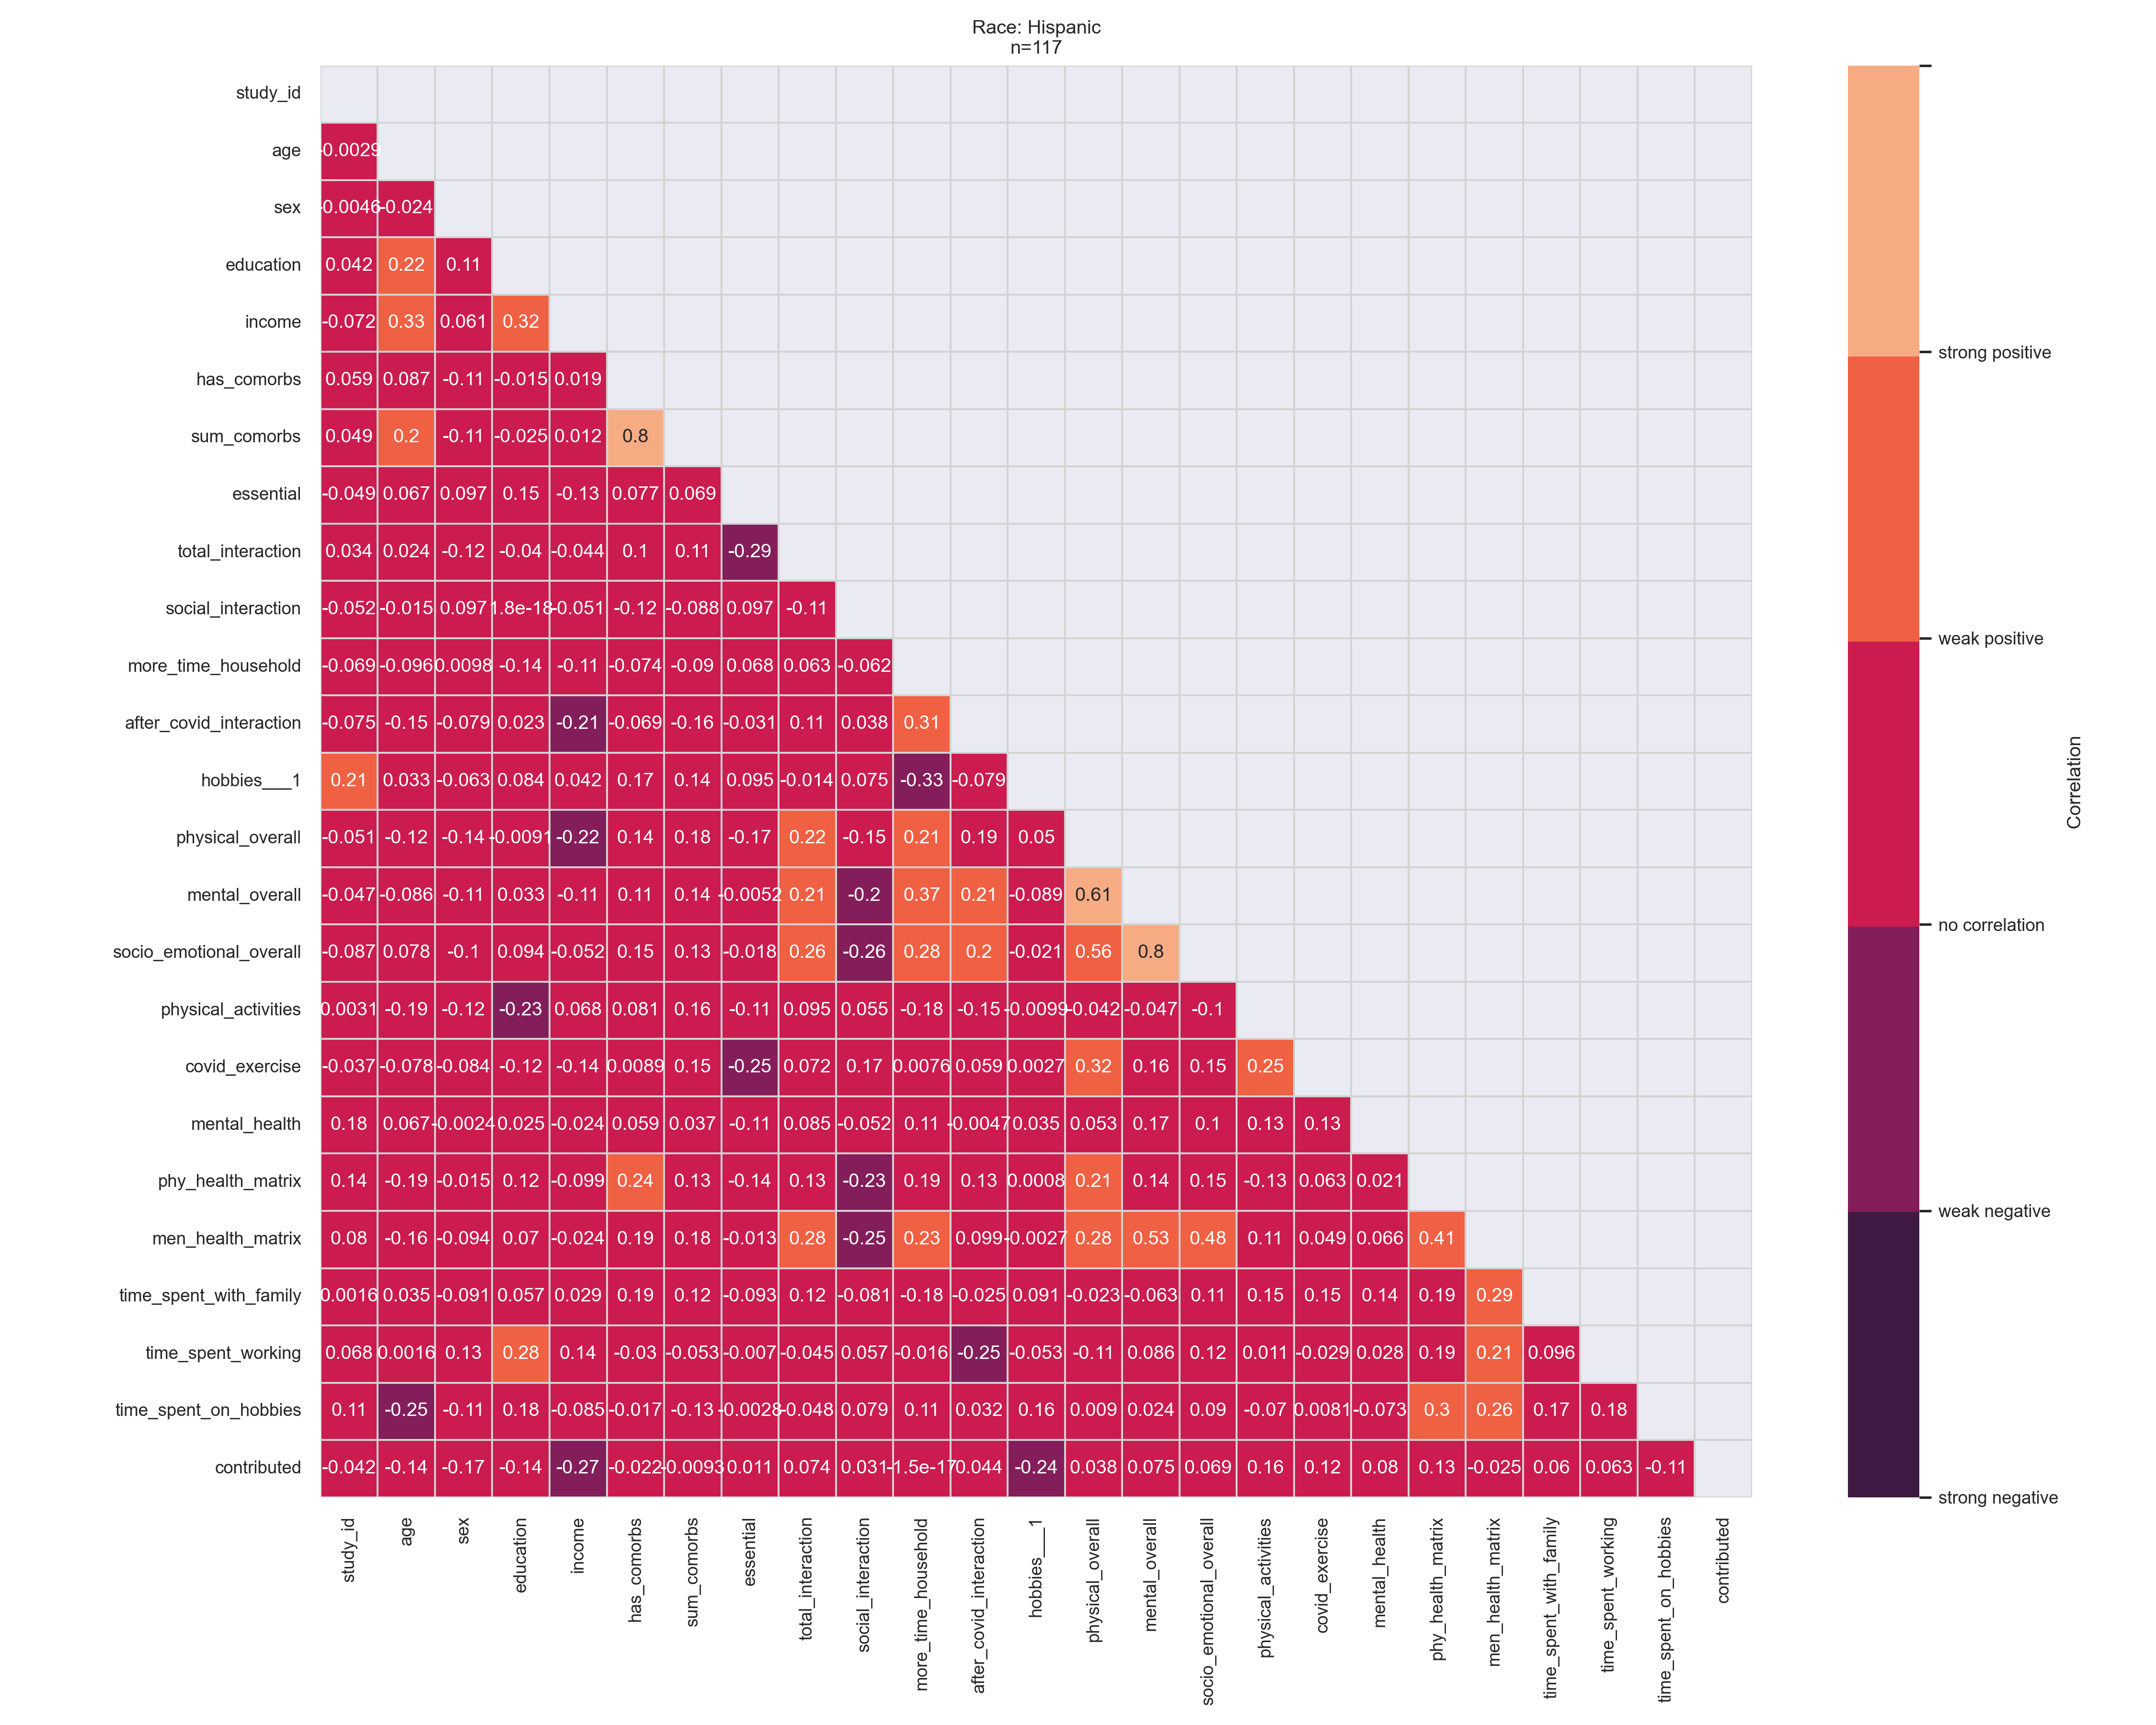 Race: Hispanic
n=117
study_id
age -0.0029
sex -0.0046 -0.024
education 0.042 0.22 0.11
income -0.072 0.33 0.061 0.32
has_comorbs 0.059 0.087 -0.11 -0.015 0.019
sum_comorbs 0.049 0.2 -0.11 -0.025 0.012 0.8
essential -0.049 0.067 0.097 0.15 -0.13 0.077 0.069
total_interaction 0.034 0.024 -0.12 -0.04 -0.044 0.1 0.11 -0.29
social_interaction -0.052 -0.015 0.097 1.8e-18 -0.051 -0.12 -0.088 0.097 -0.11
more_time_household -0.069 -0.096 0.0098 -0.14 -0.11 -0.074 -0.09 0.068 0.063 -0.062
after_covid_interaction -0.075 -0.15 -0.079 0.023 -0.21 -0.069 -0.16 -0.031 0.11 0.038 0.31
hobbies___1 0.21 0.033 -0.063 0.084 0.042 0.17 0.14 0.095 -0.014 0.075 -0.33 -0.079
physical_overall -0.051 -0.12 -0.14 -0.0091 -0.22 0.14 0.18 -0.17 0.22 -0.15 0.21 0.19 0.05
mental_overall -0.047 -0.086 -0.11 0.033 -0.11 0.11 0.14 -0.0052 0.21 -0.2 0.37 0.21 -0.089 0.61
socio_emotional_overall -0.087 0.078 -0.1 0.094 -0.052 0.15 0.13 -0.018 0.26 -0.26 0.28 0.2 -0.021 0.56 0.8
physical_activities 0.0031 -0.19 -0.12 -0.23 0.068 0.081 0.16 -0.11 0.095 0.055 -0.18 -0.15 -0.0099 -0.042 -0.047 -0.1
covid_exercise -0.037 -0.078 -0.084 -0.12 -0.14 0.0089 0.15 -0.25 0.072 0.17 0.0076 0.059 0.0027 0.32 0.16 0.15 0.25
mental_health 0.18 0.067 -0.0024 0.025 -0.024 0.059 0.037 -0.11 0.085 -0.052 0.11 -0.0047 0.035 0.053 0.17 0.1 0.13 0.13
phy_health_matrix 0.14 -0.19 -0.015 0.12 -0.099 0.24 0.13 -0.14 0.13 -0.23 0.19 0.13 0.0008 0.21 0.14 0.15 -0.13 0.063 0.021
men_health_matrix 0.08 -0.16 -0.094 0.07 -0.024 0.19 0.18 -0.013 0.28 -0.25 0.23 0.099 -0.0027 0.28 0.53 0.48 0.11 0.049 0.066 0.41
time_spent_with_family 0.0016 0.035 -0.091 0.057 0.029 0.19 0.12 -0.093 0.12 -0.081 -0.18 -0.025 0.091 -0.023 -0.063 0.11 0.15 0.15 0.14 0.19 0.29
time_spent_working 0.068 0.0016 0.13 0.28 0.14 -0.03 -0.053 -0.007 -0.045 0.057 -0.016 -0.25 -0.053 -0.11 0.086 0.12 0.011 -0.029 0.028 0.19 0.21 0.096
time_spent_on_hobbies 0.11 -0.25 -0.11 0.18 -0.085 -0.017 -0.13 -0.0028 -0.048 0.079 0.11 0.032 0.16 0.009 0.024 0.09 -0.07 0.0081 -0.073 0.3 0.26 0.17 0.18
contributed -0.042 -0.14 -0.17 -0.14 -0.27 -0.022 -0.0093 0.011 0.074 0.031 -1.5e-17 0.044 -0.24 0.038 0.075 0.069 0.16 0.12 0.08 0.13 -0.025 0.06 0.063 -0.11
study_id
age
sex
education
income
has_comorbs
sum_comorbs
essential
total_interaction
social_interaction
more_time_household
after_covid_interaction
hobbies___1
physical_overall
mental_overall
socio_emotional_overall
physical_activities
covid_exercise
mental_health
phy_health_matrix
men_health_matrix
time_spent_with_family
time_spent_working
time_spent_on_hobbies
contributed
strong positive
weak positive
no correlation
weak negative
strong negative
Correlation